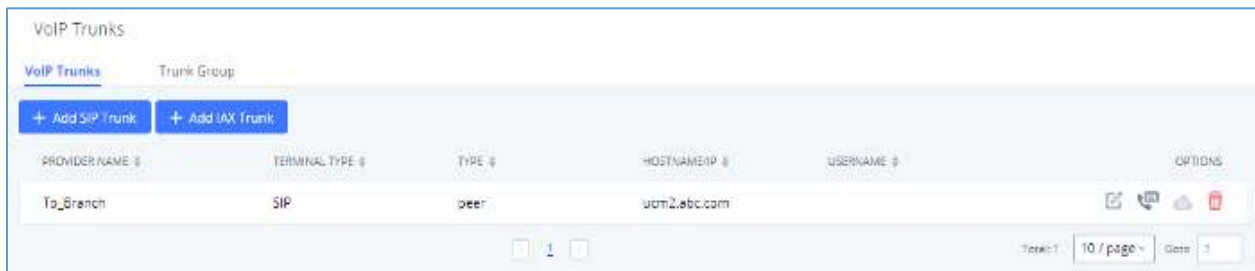 VoIP Trunks
VoIP Trunks Trunk Group
+ Add SIP Trunk + Add IAX Trunk
PROVIDER NAME TERMINAL TYPE TYPE HOSTNAME/IP USERNAME OPTIONS
To_Branch SIP peer ucm2.abc.com
1 Total: 1 10 / page Goto 1